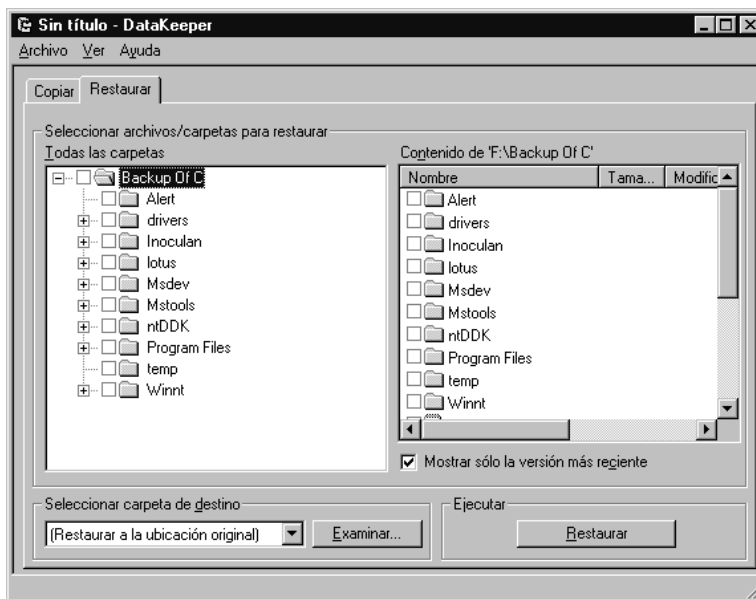 Sin título - DataKeeper
Archivo Ver Ayuda
Copiar Restaurar
Seleccionar archivos/carpetas para restaurar
Todas las carpetas
Backup Of C
Alert
drivers
Inoculan
lotus
Msdev
Mstools
ntDDK
Program Files
temp
Winnt
Contenido de 'F:\Backup Of C'
Nombre Tama... Modific
Alert
drivers
Inoculan
lotus
Msdev
Mstools
ntDDK
Program Files
temp
Winnt
Mostrar sólo la versión más reciente
Seleccionar carpeta de destino
(Restaurar a la ubicación original) Examinar...
Ejecutar
Restaurar